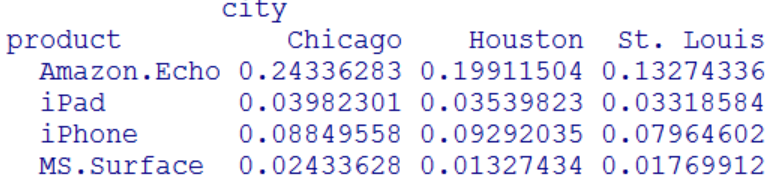 city
product Chicago Houston St. Louis
Amazon.Echo 0.24336283 0.19911504 0.13274336
iPad 0.03982301 0.03539823 0.03318584
iPhone 0.08849558 0.09292035 0.07964602
MS.Surface 0.02433628 0.01327434 0.01769912